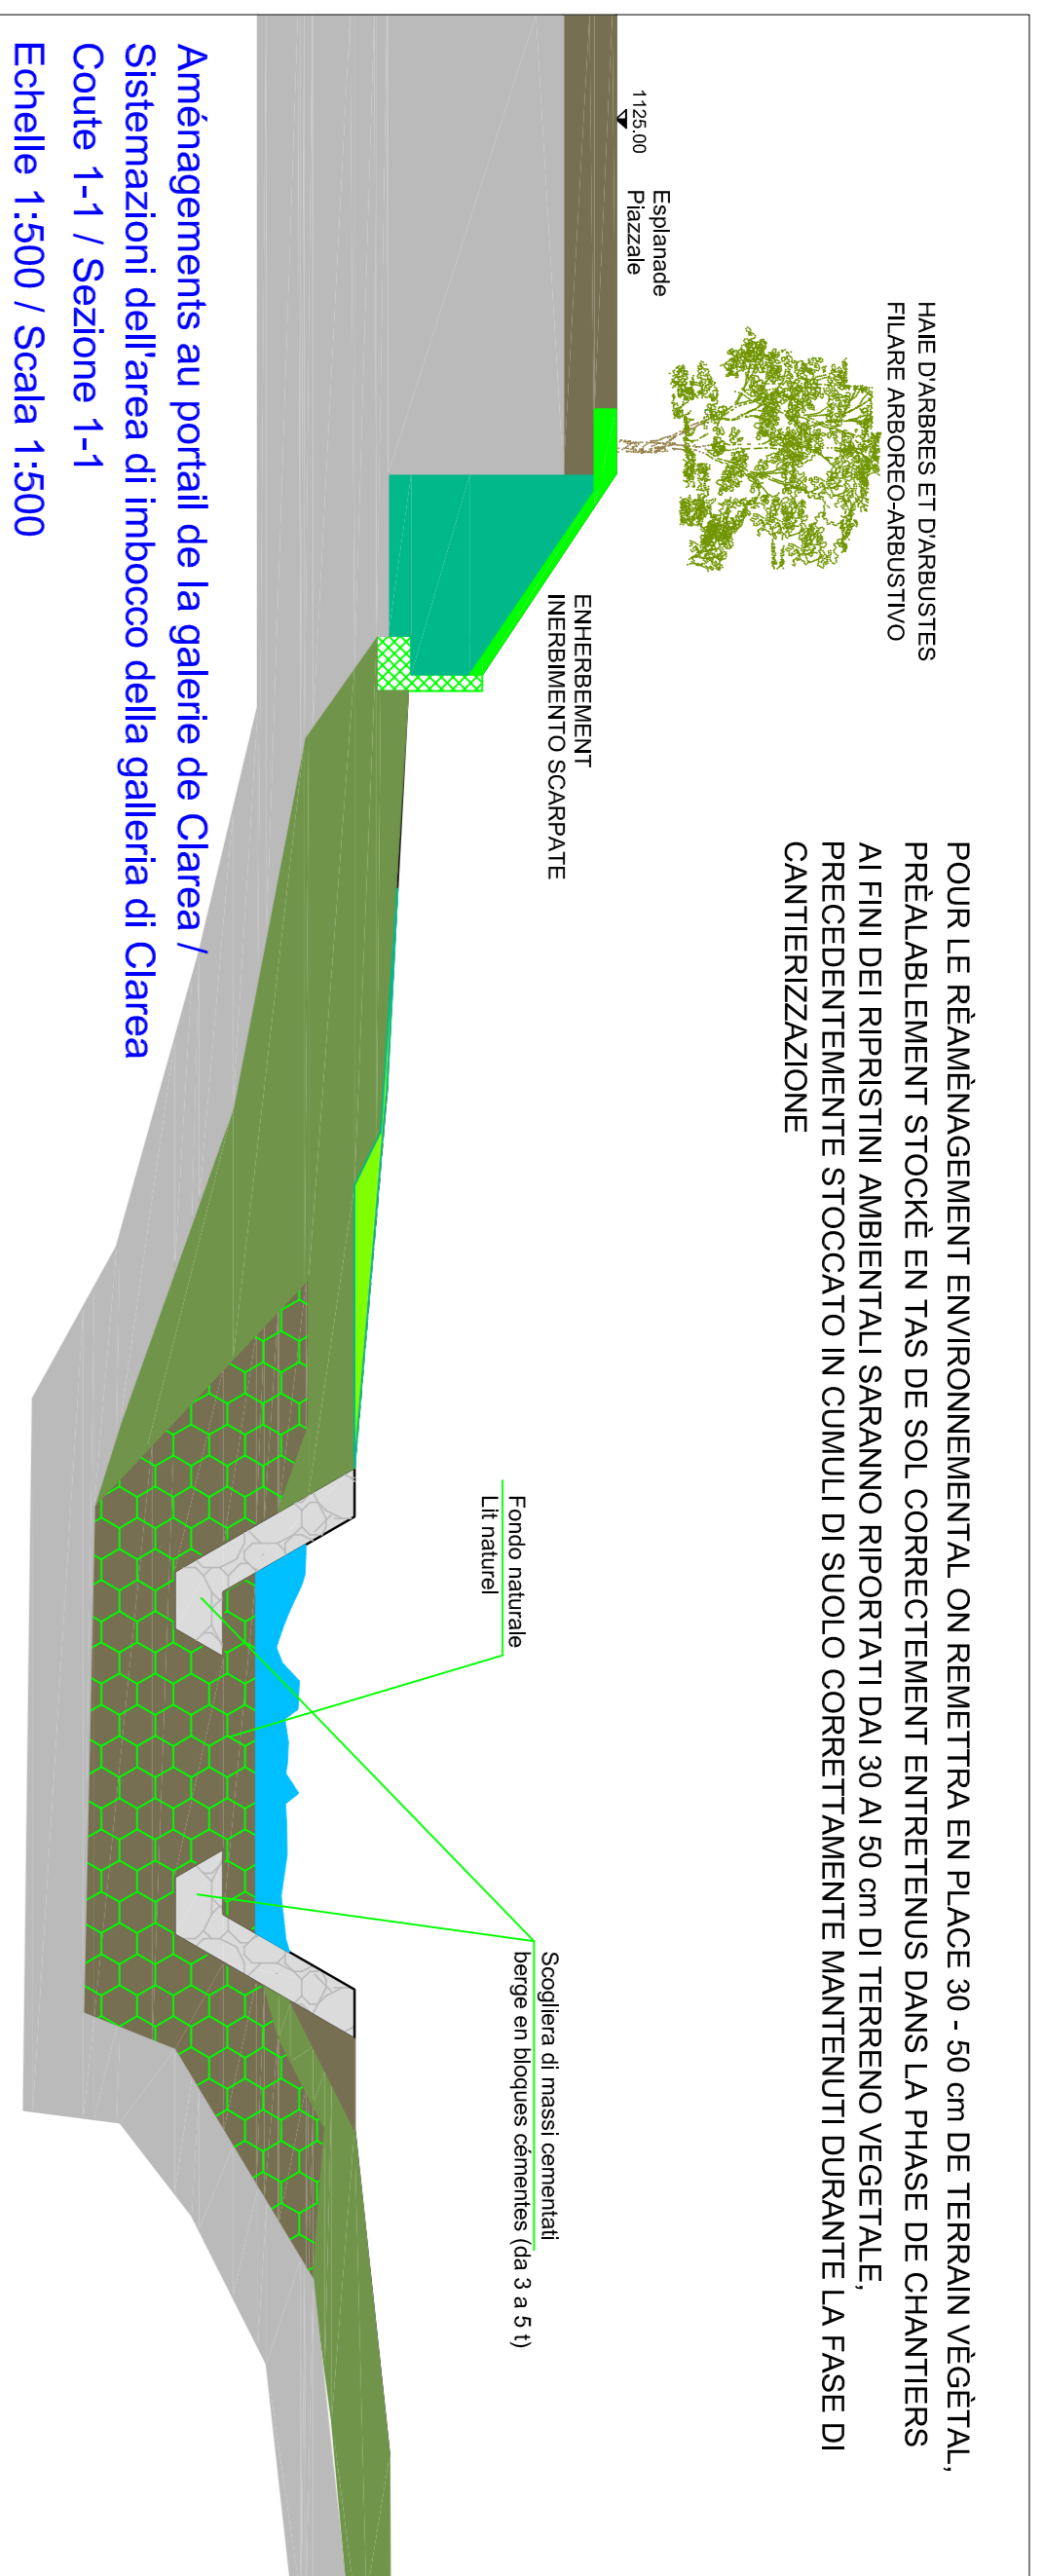 HAIE D'ARBRES ET D'ARBUSTES
FILARE ARBOREO-ARBUSTIVO
POUR LE RÈAMÈNAGEMENT ENVIRONNEMENTAL ON REMETTRA EN PLACE 30 - 50 cm DE TERRAIN VÈGÈTAL,
PRÈALABLEMENT STOCKÈ EN TAS DE SOL CORRECTEMENT ENTRETENUS DANS LA PHASE DE CHANTIERS
AI FINI DEI RIPRISTINI AMBIENTALI SARANNO RIPORTATI DAI 30 AI 50 cm DI TERRENO VEGETALE,
PRECEDENTEMENTE STOCCATO IN CUMULI DI SUOLO CORRETTAMENTE MANTENUTI DURANTE LA FASE DI
CANTIERIZZAZIONE
1125.00
Esplanade
Piazzale
ENHERBEMENT
INERBIMENTO SCARPATE
Fondo naturale
Lit naturel
Scogliera di massi cementati
berge en bloques cémentes (da 3 a 5 t)
Aménagements au portail de la galerie de Clarea /
Sistemazioni dell'area di imbocco della galleria di Clarea
Coute 1-1 / Sezione 1-1
Echelle 1:500 / Scala 1:500